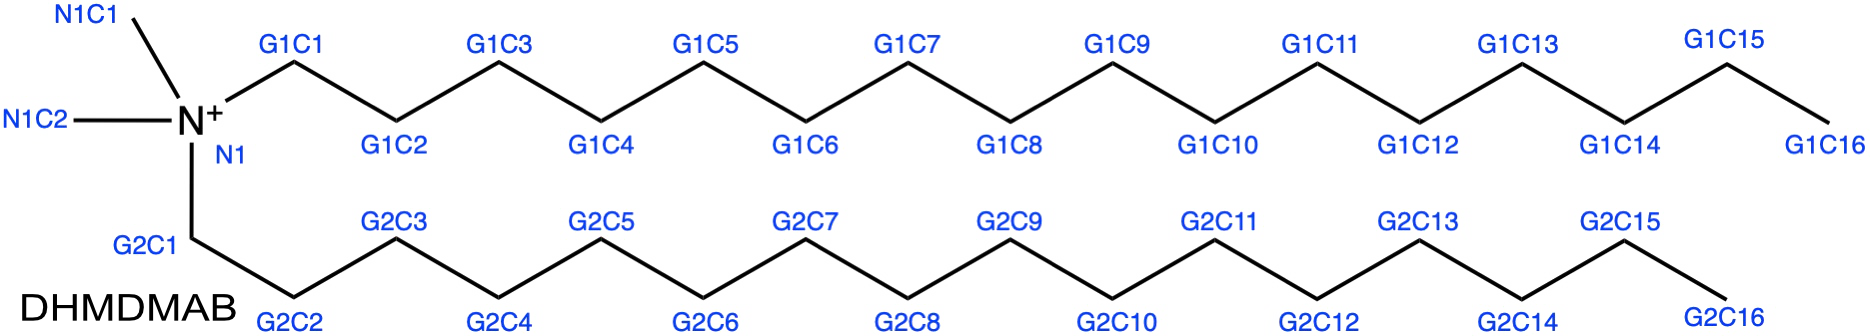 N1C1
G1C1 G1C3 G1C5 G1C7 G1C9 G1C11 G1C13 G1C15
N1C2 N+
N1 G1C2 G1C4 G1C6 G1C8 G1C10 G1C12 G1C14 G1C16
G2C1 G2C3 G2C5 G2C7 G2C9 G2C11 G2C13 G2C15
DHMDMAB G2C2 G2C4 G2C6 G2C8 G2C10 G2C12 G2C14 G2C16